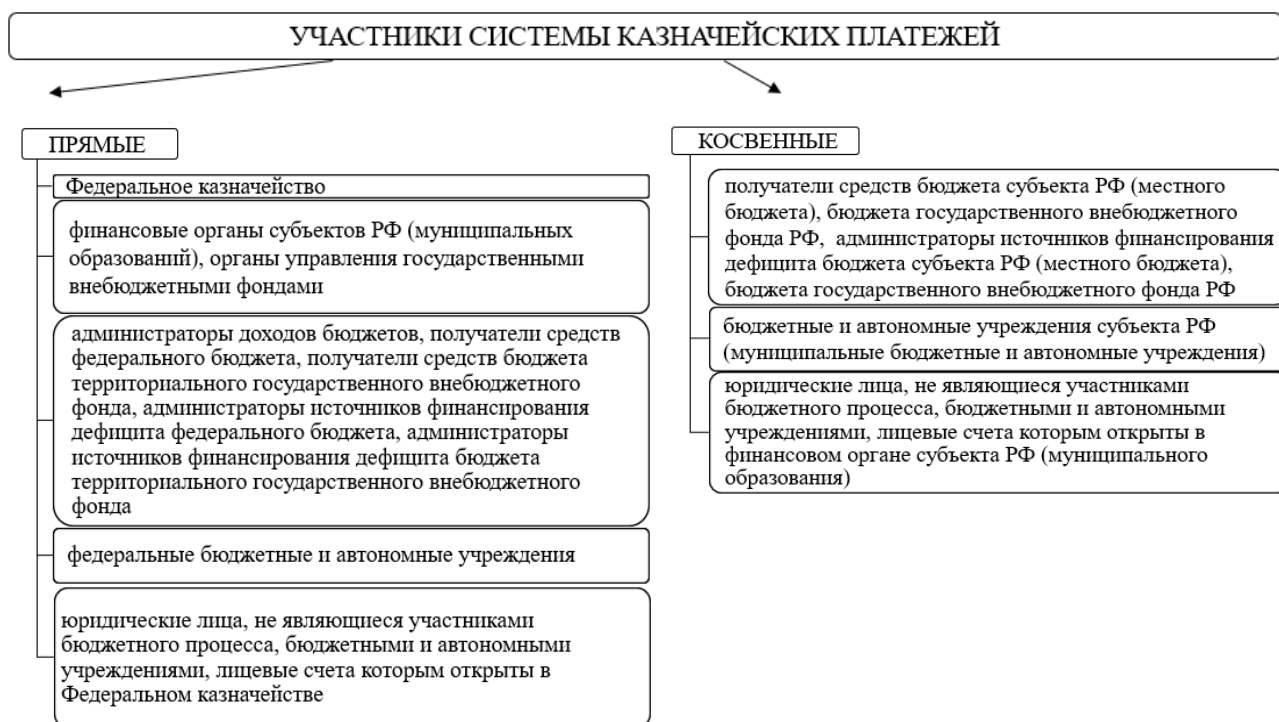 УЧАСТНИКИ СИСТЕМЫ КАЗНАЧЕЙСКИХ ПЛАТЕЖЕЙ
ПРЯМЫЕ
Федеральное казначейство
финансовые органы субъектов РФ (муниципальных
образований), органы управления государственными
внебюджетными фондами
администраторы доходов бюджетов, получатели средств
федерального бюджета, получатели средств бюджета
территориального государственного внебюджетного
фонда, администраторы источников финансирования
дефицита федерального бюджета, администраторы
источников финансирования дефицита бюджета
территориального государственного внебюджетного
фонда
федеральные бюджетные и автономные учреждения
юридические лица, не являющиеся участниками
бюджетного процесса, бюджетными и автономными
учреждениями, лицевые счета которым открыты в
Федеральном казначействе
КОСВЕННЫЕ
получатели средств бюджета субъекта РФ (местного
бюджета), бюджета государственного внебюджетного
фонда РФ, администраторы источников финансирования
дефицита бюджета субъекта РФ (местного бюджета),
бюджета государственного внебюджетного фонда РФ
бюджетные и автономные учреждения субъекта РФ
(муниципальные бюджетные и автономные учреждения)
юридические лица, не являющиеся участниками
бюджетного процесса, бюджетными и автономными
учреждениями, лицевые счета которым открыты в
финансовом органе субъекта РФ (муниципального
образования)